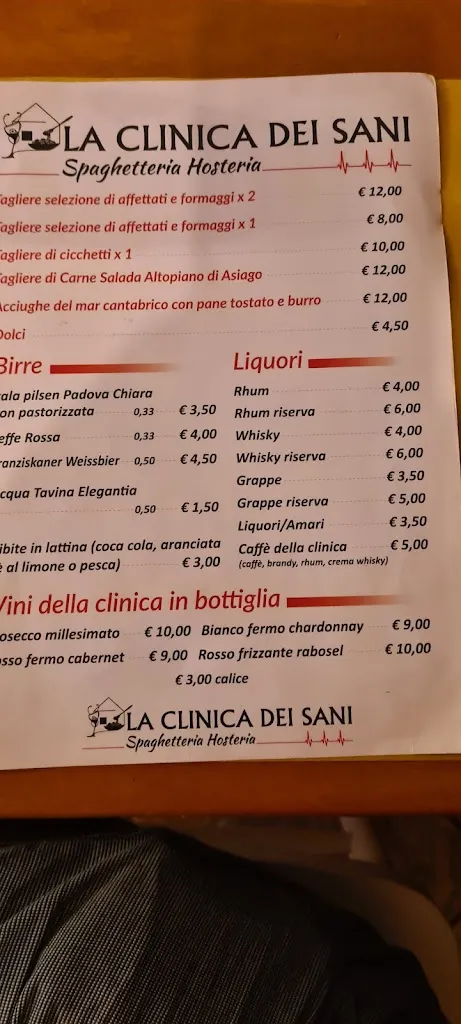 LA CLINICA DEI SANI
Spaghetteria Hosteria
Tagliere selezione di affettati e formaggi x 2 € 12,00
Tagliere selezione di affettati e formaggi x 1 € 8,00
Tagliere di cicchetti x 1 € 10,00
Tagliere di Carne Salada Altopiano di Asiago € 12,00
Acciughe del mar cantabrico con pane tostato e burro € 12,00
Dolci € 4,50
Birre
ala pilsen Padova Chiara
on pastorizzata 0,33 € 3,50
effe Rossa 0,33 € 4,00
ranziskaner Weissbier 0,50 € 4,50
cqua Tavina Elegantia
0,50 € 1,50
ibite in lattina (coca cola, aranciata
è al limone o pesca) € 3,00
Liquori
Rhum € 4,00
Rhum riserva € 6,00
Whisky € 4,00
Whisky riserva € 6,00
Grappe € 3,50
Grappe riserva € 5,00
Liquori/Amari € 3,50
Caffè della clinica € 5,00
(caffè, brandy, rhum, crema whisky)
Vini della clinica in bottiglia
rosecco millesimato € 10,00 Bianco fermo chardonnay € 9,00
osso fermo cabernet € 9,00 Rosso frizzante rabosel € 10,00
€ 3,00 calice
LA CLINICA DEI SANI
Spaghetteria Hosteria